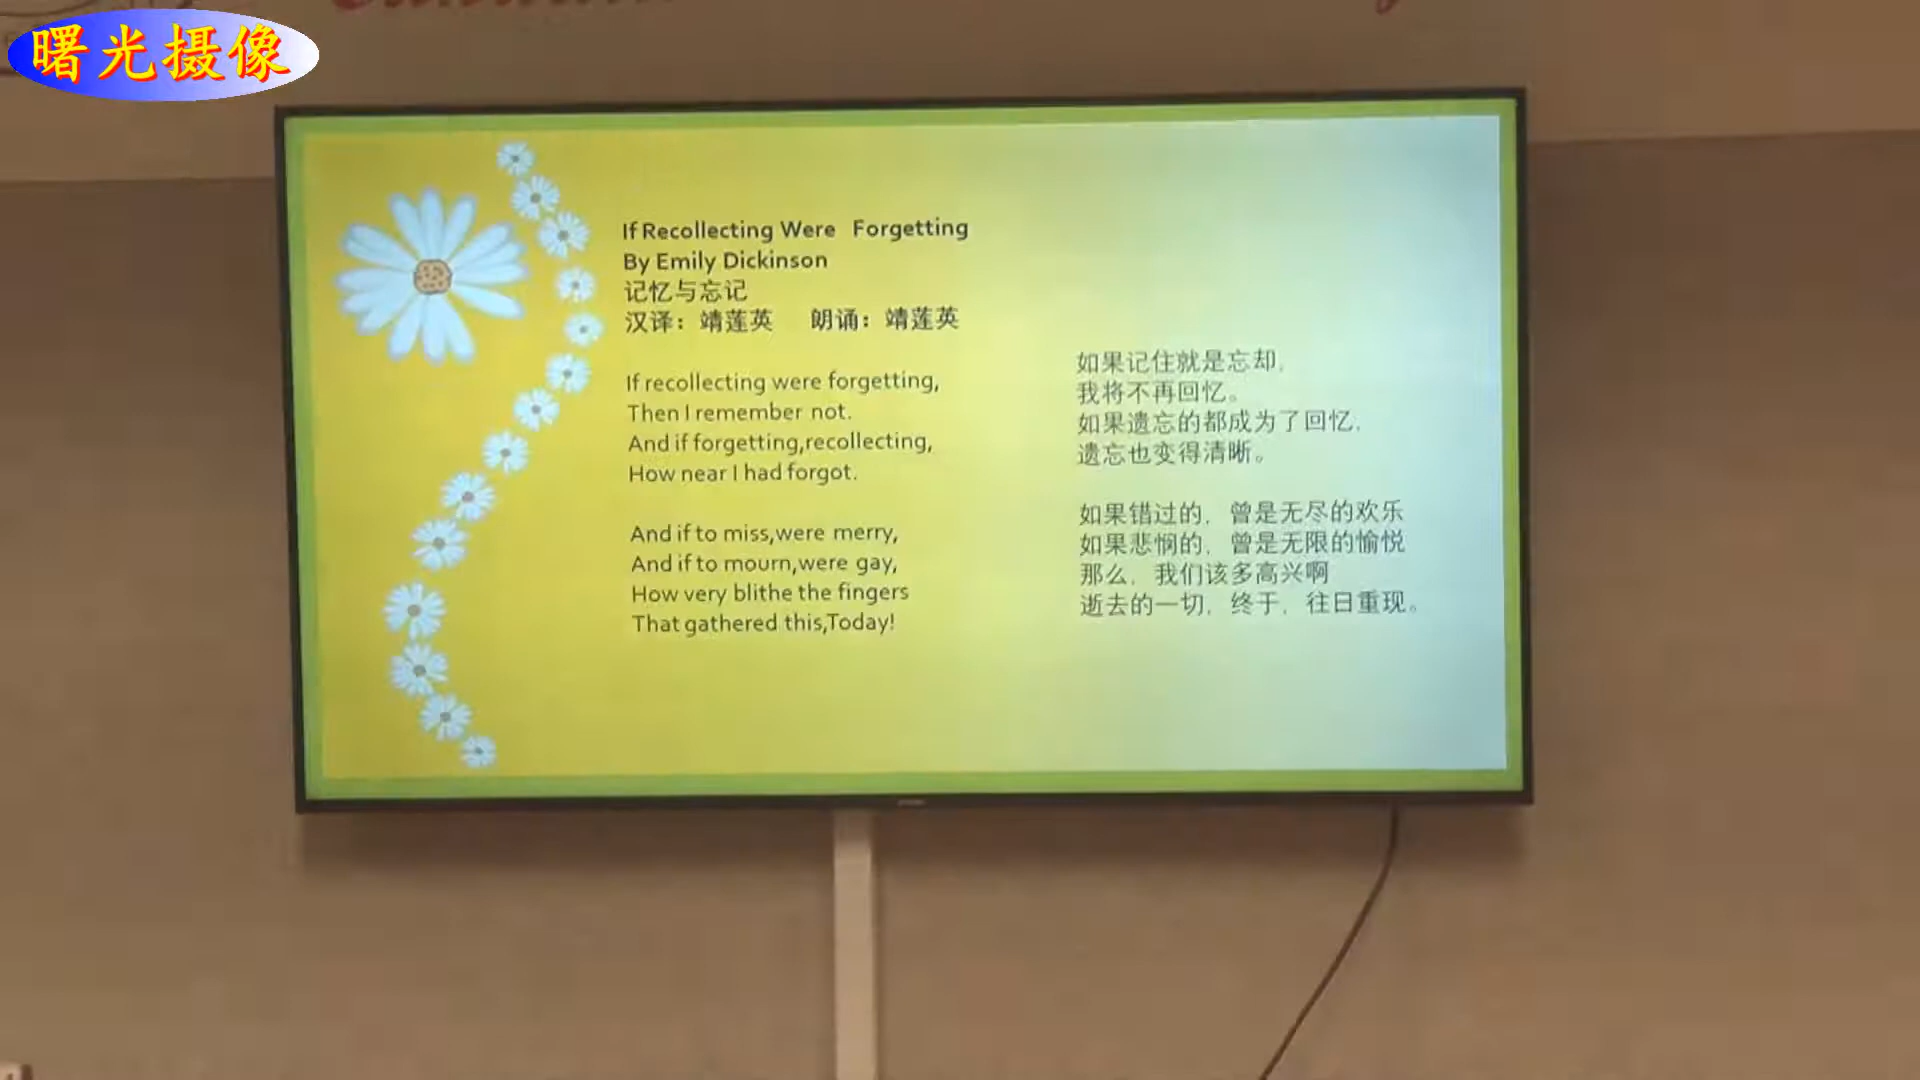 曙光摄像
If Recollecting Were Forgetting
By Emily Dickinson
记忆与忘记
汉译：靖莲英 朗诵：靖莲英
If recollecting were forgetting,
Then I remember not.
And if forgetting,recollecting,
How near I had forgot.
And if to miss,were merry,
And if to mourn,were gay,
How very blithe the fingers
That gathered this,Today!
如果记住就是忘却，
我将不再回忆。
如果遗忘的都成为了回忆，
遗忘也变得清晰。
如果错过的，曾是无尽的欢乐
如果悲悯的，曾是无限的愉悦
那么，我们该多高兴啊
逝去的一切，终于，往日重现。